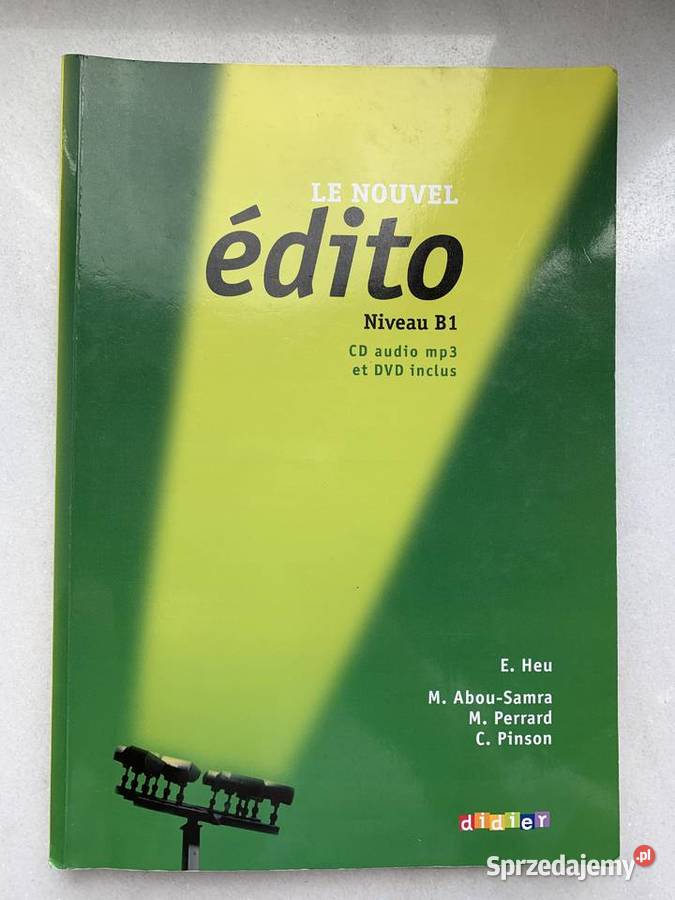 LE NOUVEL
édito
Niveau B1
CD audio mp3
et DVD inclus
E. Heu
M. Abou-Samra
M. Perrard
C. Pinson
didier
Sprzedajemy.pl